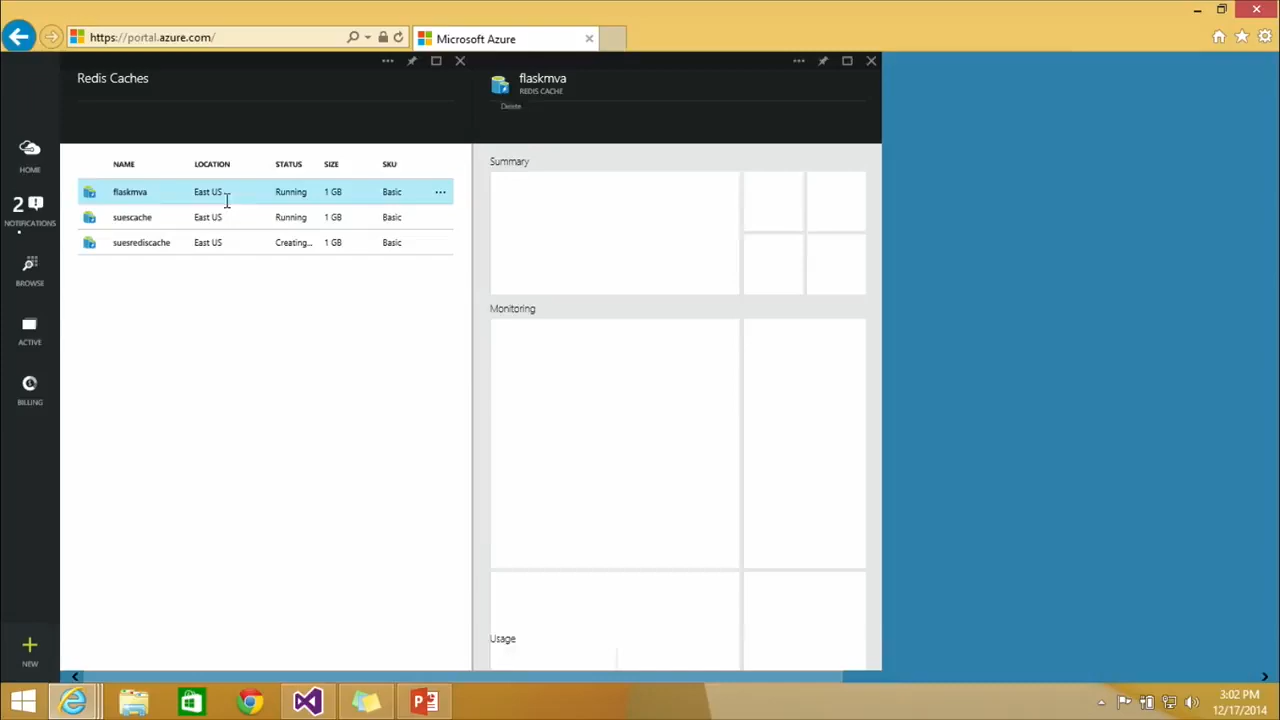 https://portal.azure.com/
Microsoft Azure
Redis Caches
flaskmva
REDIS CACHE
Delete
HOME
2
NOTIFICATIONS
BROWSE
ACTIVE
BILLING
NEW
NAME LOCATION STATUS SIZE SKU
flaskmva East US Running 1 GB Basic ...
suescache East US Running 1 GB Basic
suesrediscache East US Creating... 1 GB Basic
Summary
Monitoring
Usage
3:02 PM
12/17/2014